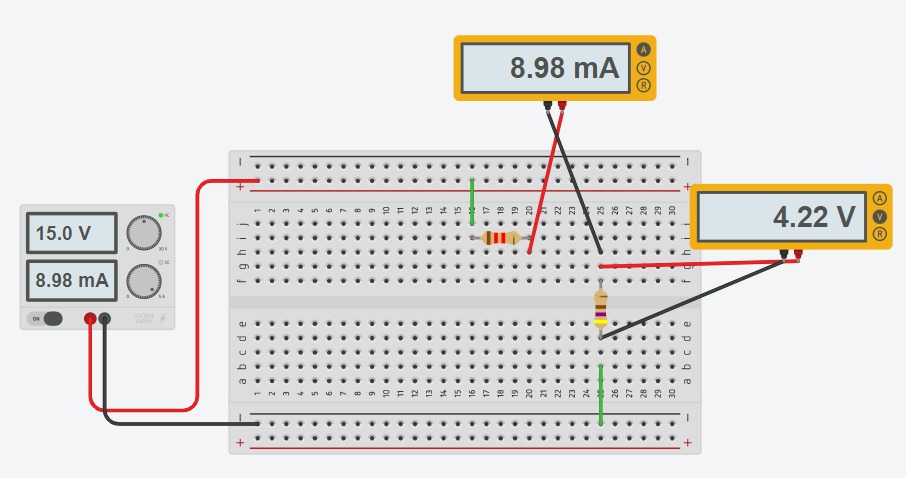 8.98 mA
A
V
R
4.22 V
A
V
R
15.0 V
8.98 mA
ON
− −
+ +
1 2 3 4 5 6 7 8 9 10 11 12 13 14 15 16 17 18 19 20 21 22 23 24 25 26 27 28 29 30
j
i i
h h
g g
f f
e e
d d
c c
b b
a a
1 2 3 4 5 6 7 8 9 10 11 12 13 14 15 16 17 18 19 20 21 22 23 24 25 26 27 28 29 30
− −
+ +